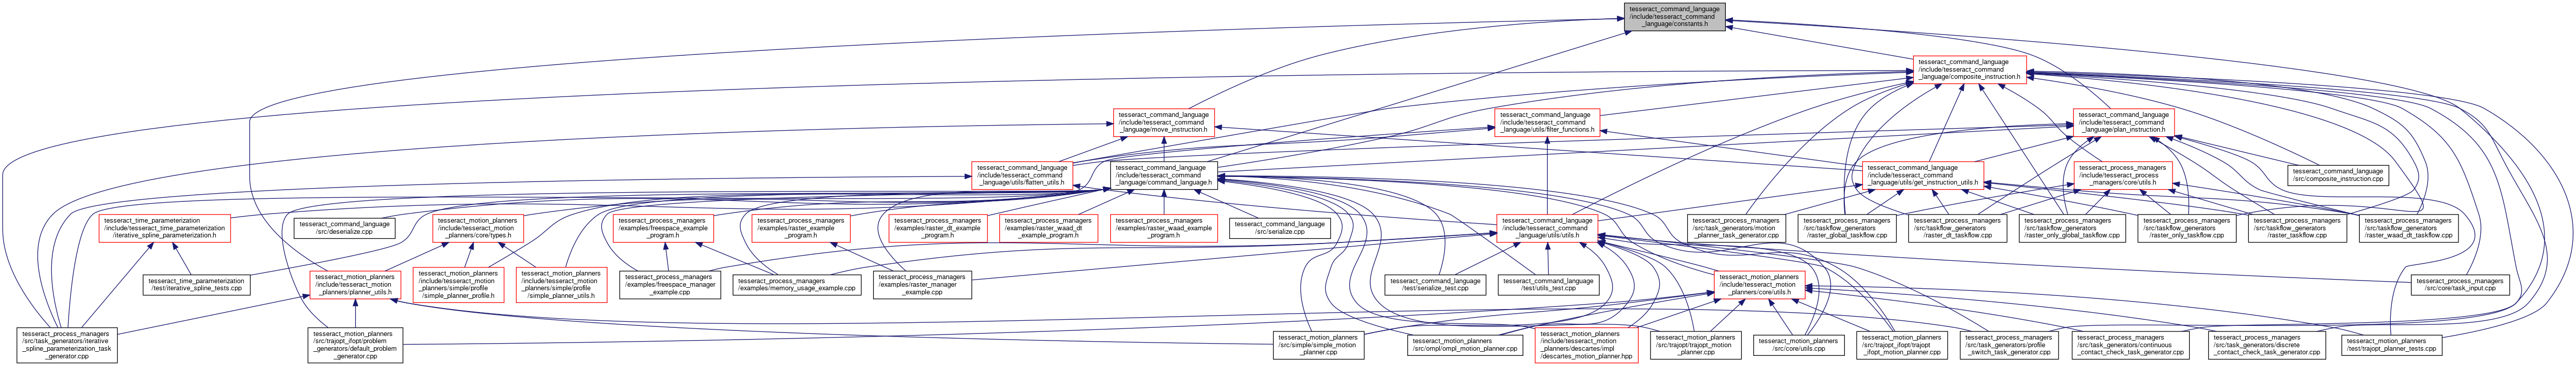 tesseract_command_language
/include/tesseract_command
_language/constants.h
tesseract_command_language
/include/tesseract_command
_language/composite_instruction.h
tesseract_command_language
/include/tesseract_command
_language/move_instruction.h
tesseract_command_language
/include/tesseract_command
_language/utils/filter_functions.h
tesseract_command_language
/include/tesseract_command
_language/plan_instruction.h
tesseract_command_language
/include/tesseract_command
_language/utils/flatten_utils.h
tesseract_command_language
/include/tesseract_command
_language/command_language.h
tesseract_command_language
/include/tesseract_command
_language/utils/get_instruction_utils.h
tesseract_process_managers
/include/tesseract_process
_managers/core/utils.h
tesseract_command_language
/src/composite_instruction.cpp
tesseract_time_parameterization
/include/tesseract_time_parameterization
/iterative_spline_parameterization.h
tesseract_command_language
/src/deserialize.cpp
tesseract_motion_planners
/include/tesseract_motion
_planners/core/types.h
tesseract_process_managers
/examples/freespace_example
_program.h
tesseract_process_managers
/examples/raster_example
_program.h
tesseract_process_managers
/examples/raster_dt_example
_program.h
tesseract_process_managers
/examples/raster_waad_dt
_example_program.h
tesseract_process_managers
/examples/raster_waad_example
_program.h
tesseract_command_language
/src/serialize.cpp
tesseract_command_language
/include/tesseract_command
_language/utils/utils.h
tesseract_process_managers
/src/task_generators/motion
_planner_task_generator.cpp
tesseract_process_managers
/src/taskflow_generators
/raster_global_taskflow.cpp
tesseract_process_managers
/src/taskflow_generators
/raster_dt_taskflow.cpp
tesseract_process_managers
/src/taskflow_generators
/raster_only_global_taskflow.cpp
tesseract_process_managers
/src/taskflow_generators
/raster_only_taskflow.cpp
tesseract_process_managers
/src/taskflow_generators
/raster_taskflow.cpp
tesseract_process_managers
/src/taskflow_generators
/raster_waad_dt_taskflow.cpp
tesseract_time_parameterization
/test/iterative_spline_tests.cpp
tesseract_motion_planners
/include/tesseract_motion
_planners/planner_utils.h
tesseract_motion_planners
/include/tesseract_motion
_planners/simple/profile
/simple_planner_profile.h
tesseract_motion_planners
/include/tesseract_motion
_planners/simple/profile
/simple_planner_utils.h
tesseract_process_managers
/examples/freespace_manager
_example.cpp
tesseract_process_managers
/examples/memory_usage_example.cpp
tesseract_process_managers
/examples/raster_manager
_example.cpp
tesseract_command_language
/test/serialize_test.cpp
tesseract_command_language
/test/utils_test.cpp
tesseract_motion_planners
/include/tesseract_motion
_planners/core/utils.h
tesseract_process_managers
/src/core/task_input.cpp
tesseract_process_managers
/src/task_generators/iterative
_spline_parameterization_task
_generator.cpp
tesseract_motion_planners
/src/trajopt_ifopt/problem
_generators/default_problem
_generator.cpp
tesseract_motion_planners
/src/simple/simple_motion
_planner.cpp
tesseract_motion_planners
/src/ompl/ompl_motion_planner.cpp
tesseract_motion_planners
/include/tesseract_motion
_planners/descartes/impl
/descartes_motion_planner.hpp
tesseract_motion_planners
/src/trajopt/trajopt_motion
_planner.cpp
tesseract_motion_planners
/src/core/utils.cpp
tesseract_motion_planners
/src/trajopt_ifopt/trajopt
_ifopt_motion_planner.cpp
tesseract_process_managers
/src/task_generators/profile
_switch_task_generator.cpp
tesseract_process_managers
/src/task_generators/continuous
_contact_check_task_generator.cpp
tesseract_process_managers
/src/task_generators/discrete
_contact_check_task_generator.cpp
tesseract_motion_planners
/test/trajopt_planner_tests.cpp